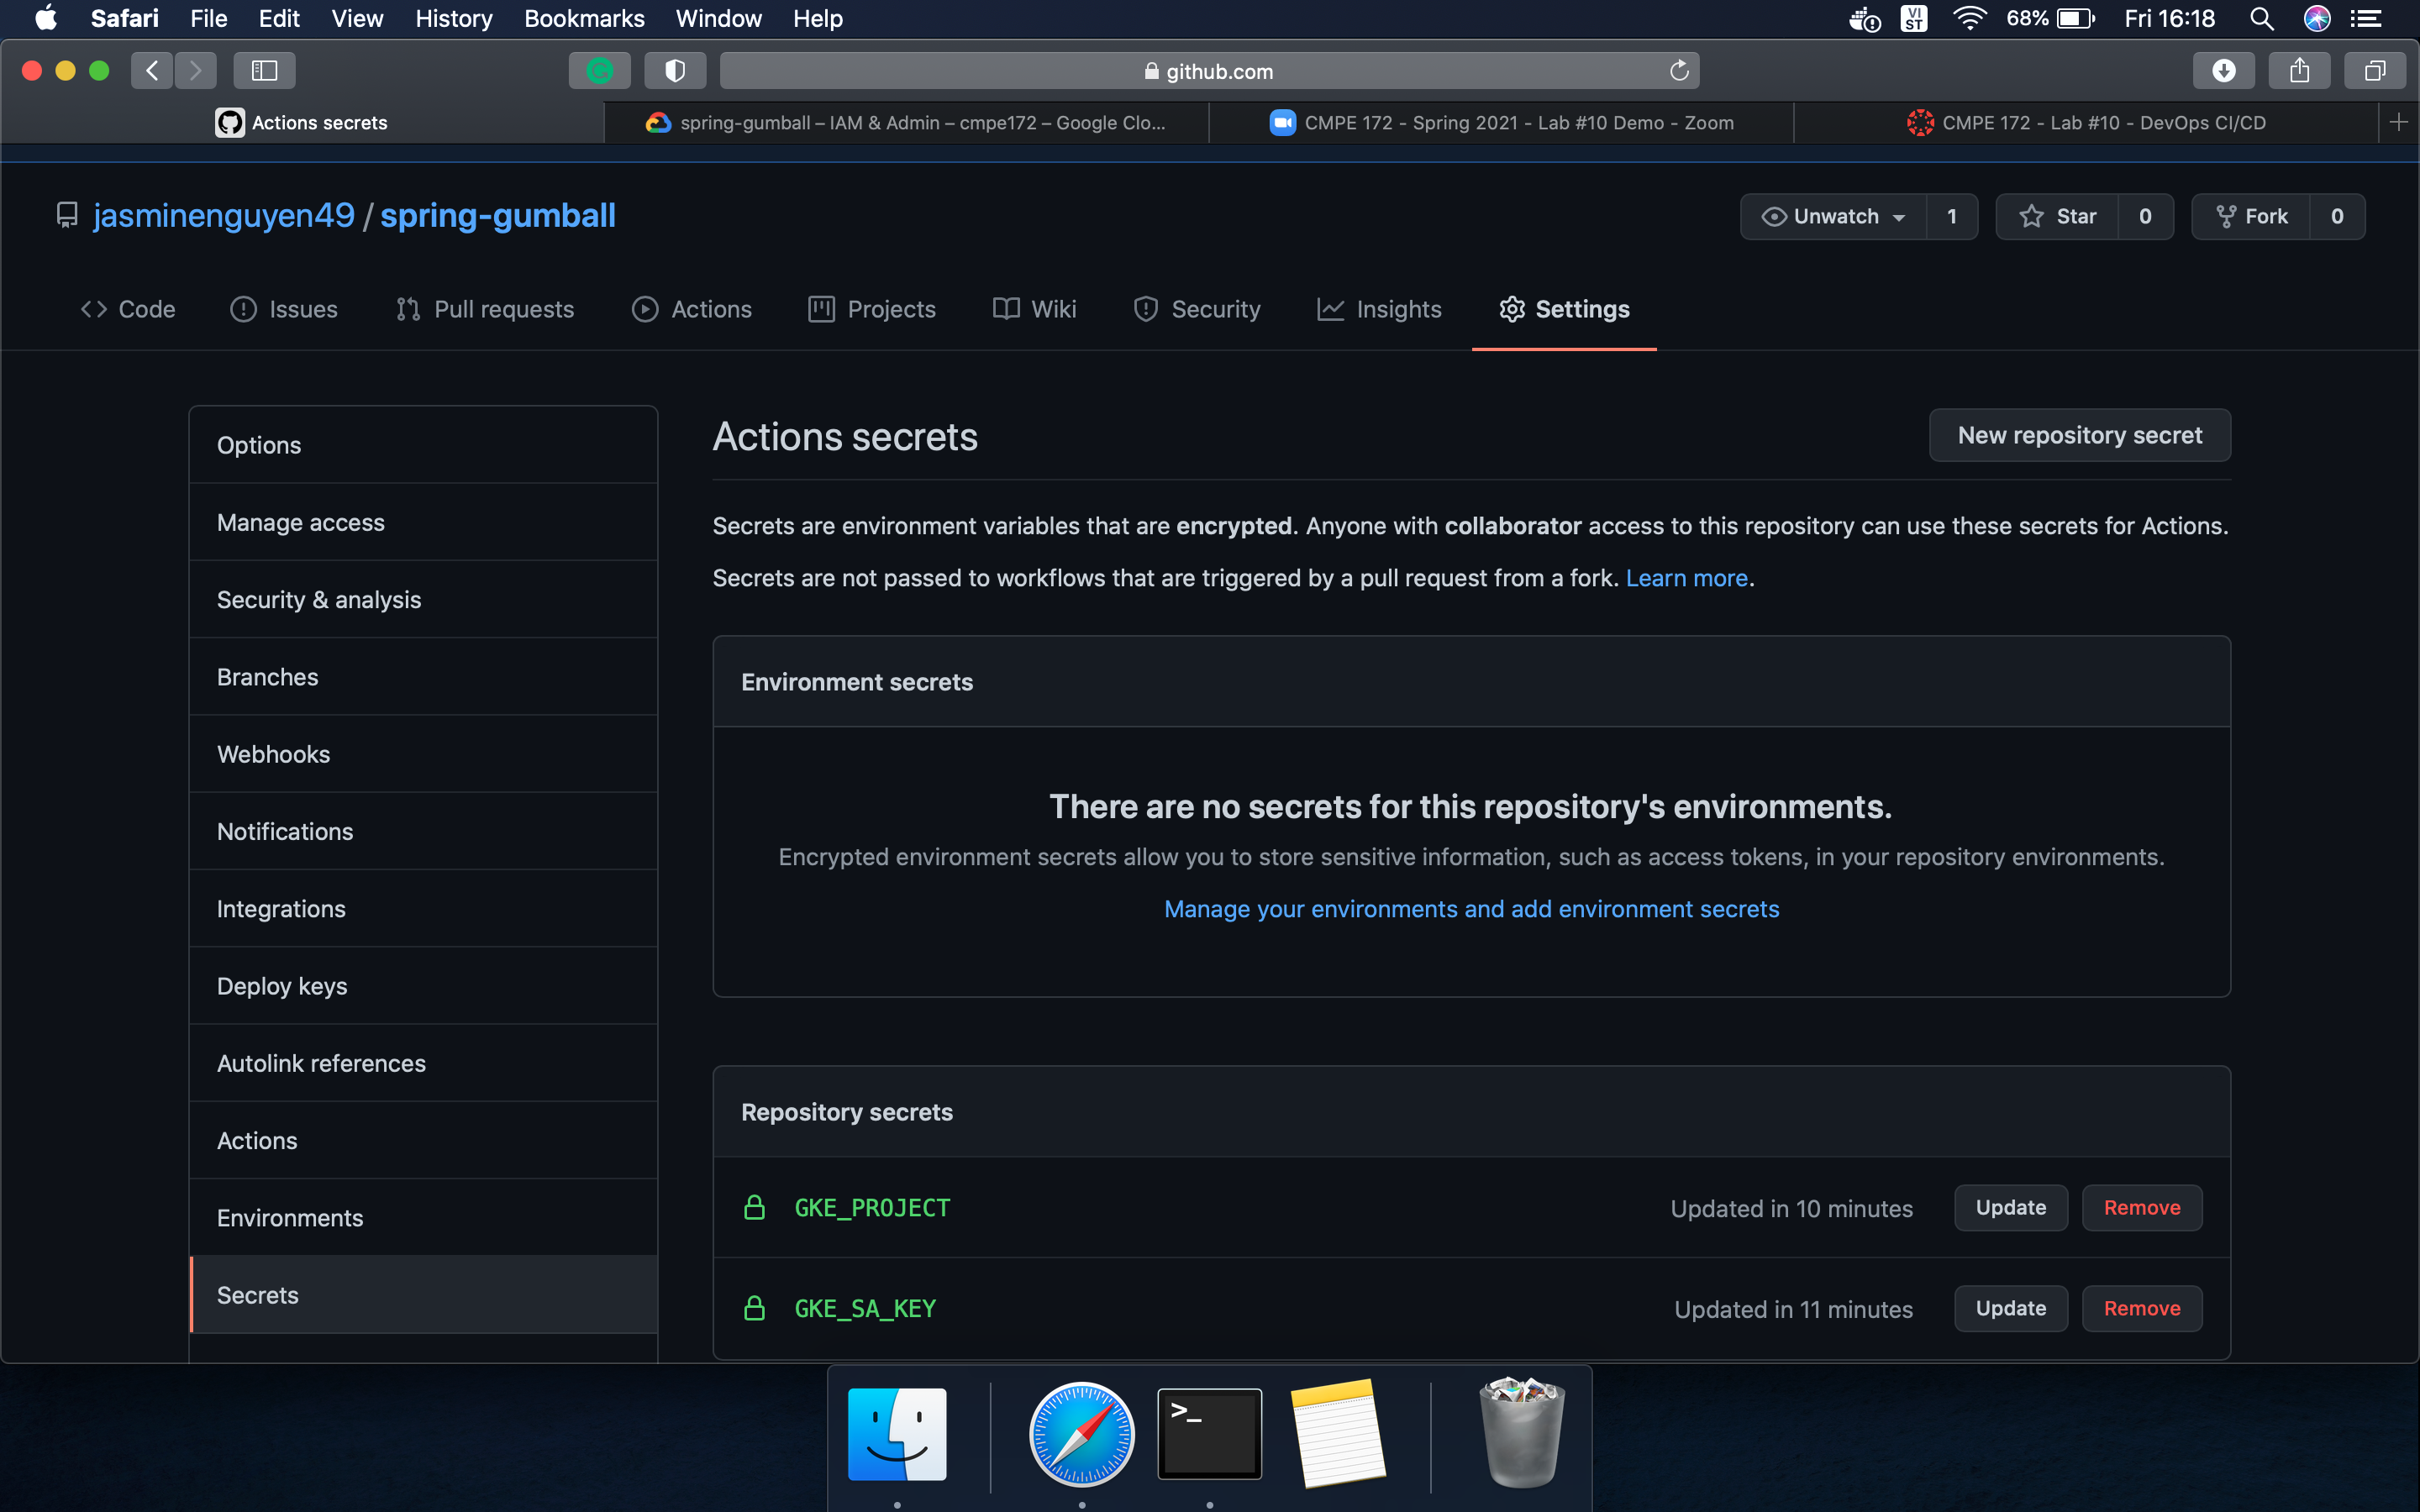 Safari File Edit View History Bookmarks Window Help VI ST 68% Fri 16:18
github.com
Actions secrets
spring-gumball – IAM & Admin – cmpe172 – Google Clo...
CMPE 172 - Spring 2021 - Lab #10 Demo - Zoom
CMPE 172 - Lab #10 - DevOps CI/CD
jasminenguyen49 / spring-gumball
Unwatch 1
Star 0
Fork 0
Code Issues Pull requests Actions Projects Wiki Security Insights Settings
Options
Manage access
Security & analysis
Branches
Webhooks
Notifications
Integrations
Deploy keys
Autolink references
Actions
Environments
Secrets
Actions secrets
New repository secret
Secrets are environment variables that are encrypted. Anyone with collaborator access to this repository can use these secrets for Actions.
Secrets are not passed to workflows that are triggered by a pull request from a fork. Learn more.
Environment secrets
There are no secrets for this repository's environments.
Encrypted environment secrets allow you to store sensitive information, such as access tokens, in your repository environments.
Manage your environments and add environment secrets
Repository secrets
GKE_PROJECT Updated in 10 minutes Update Remove
GKE_SA_KEY Updated in 11 minutes Update Remove
>_